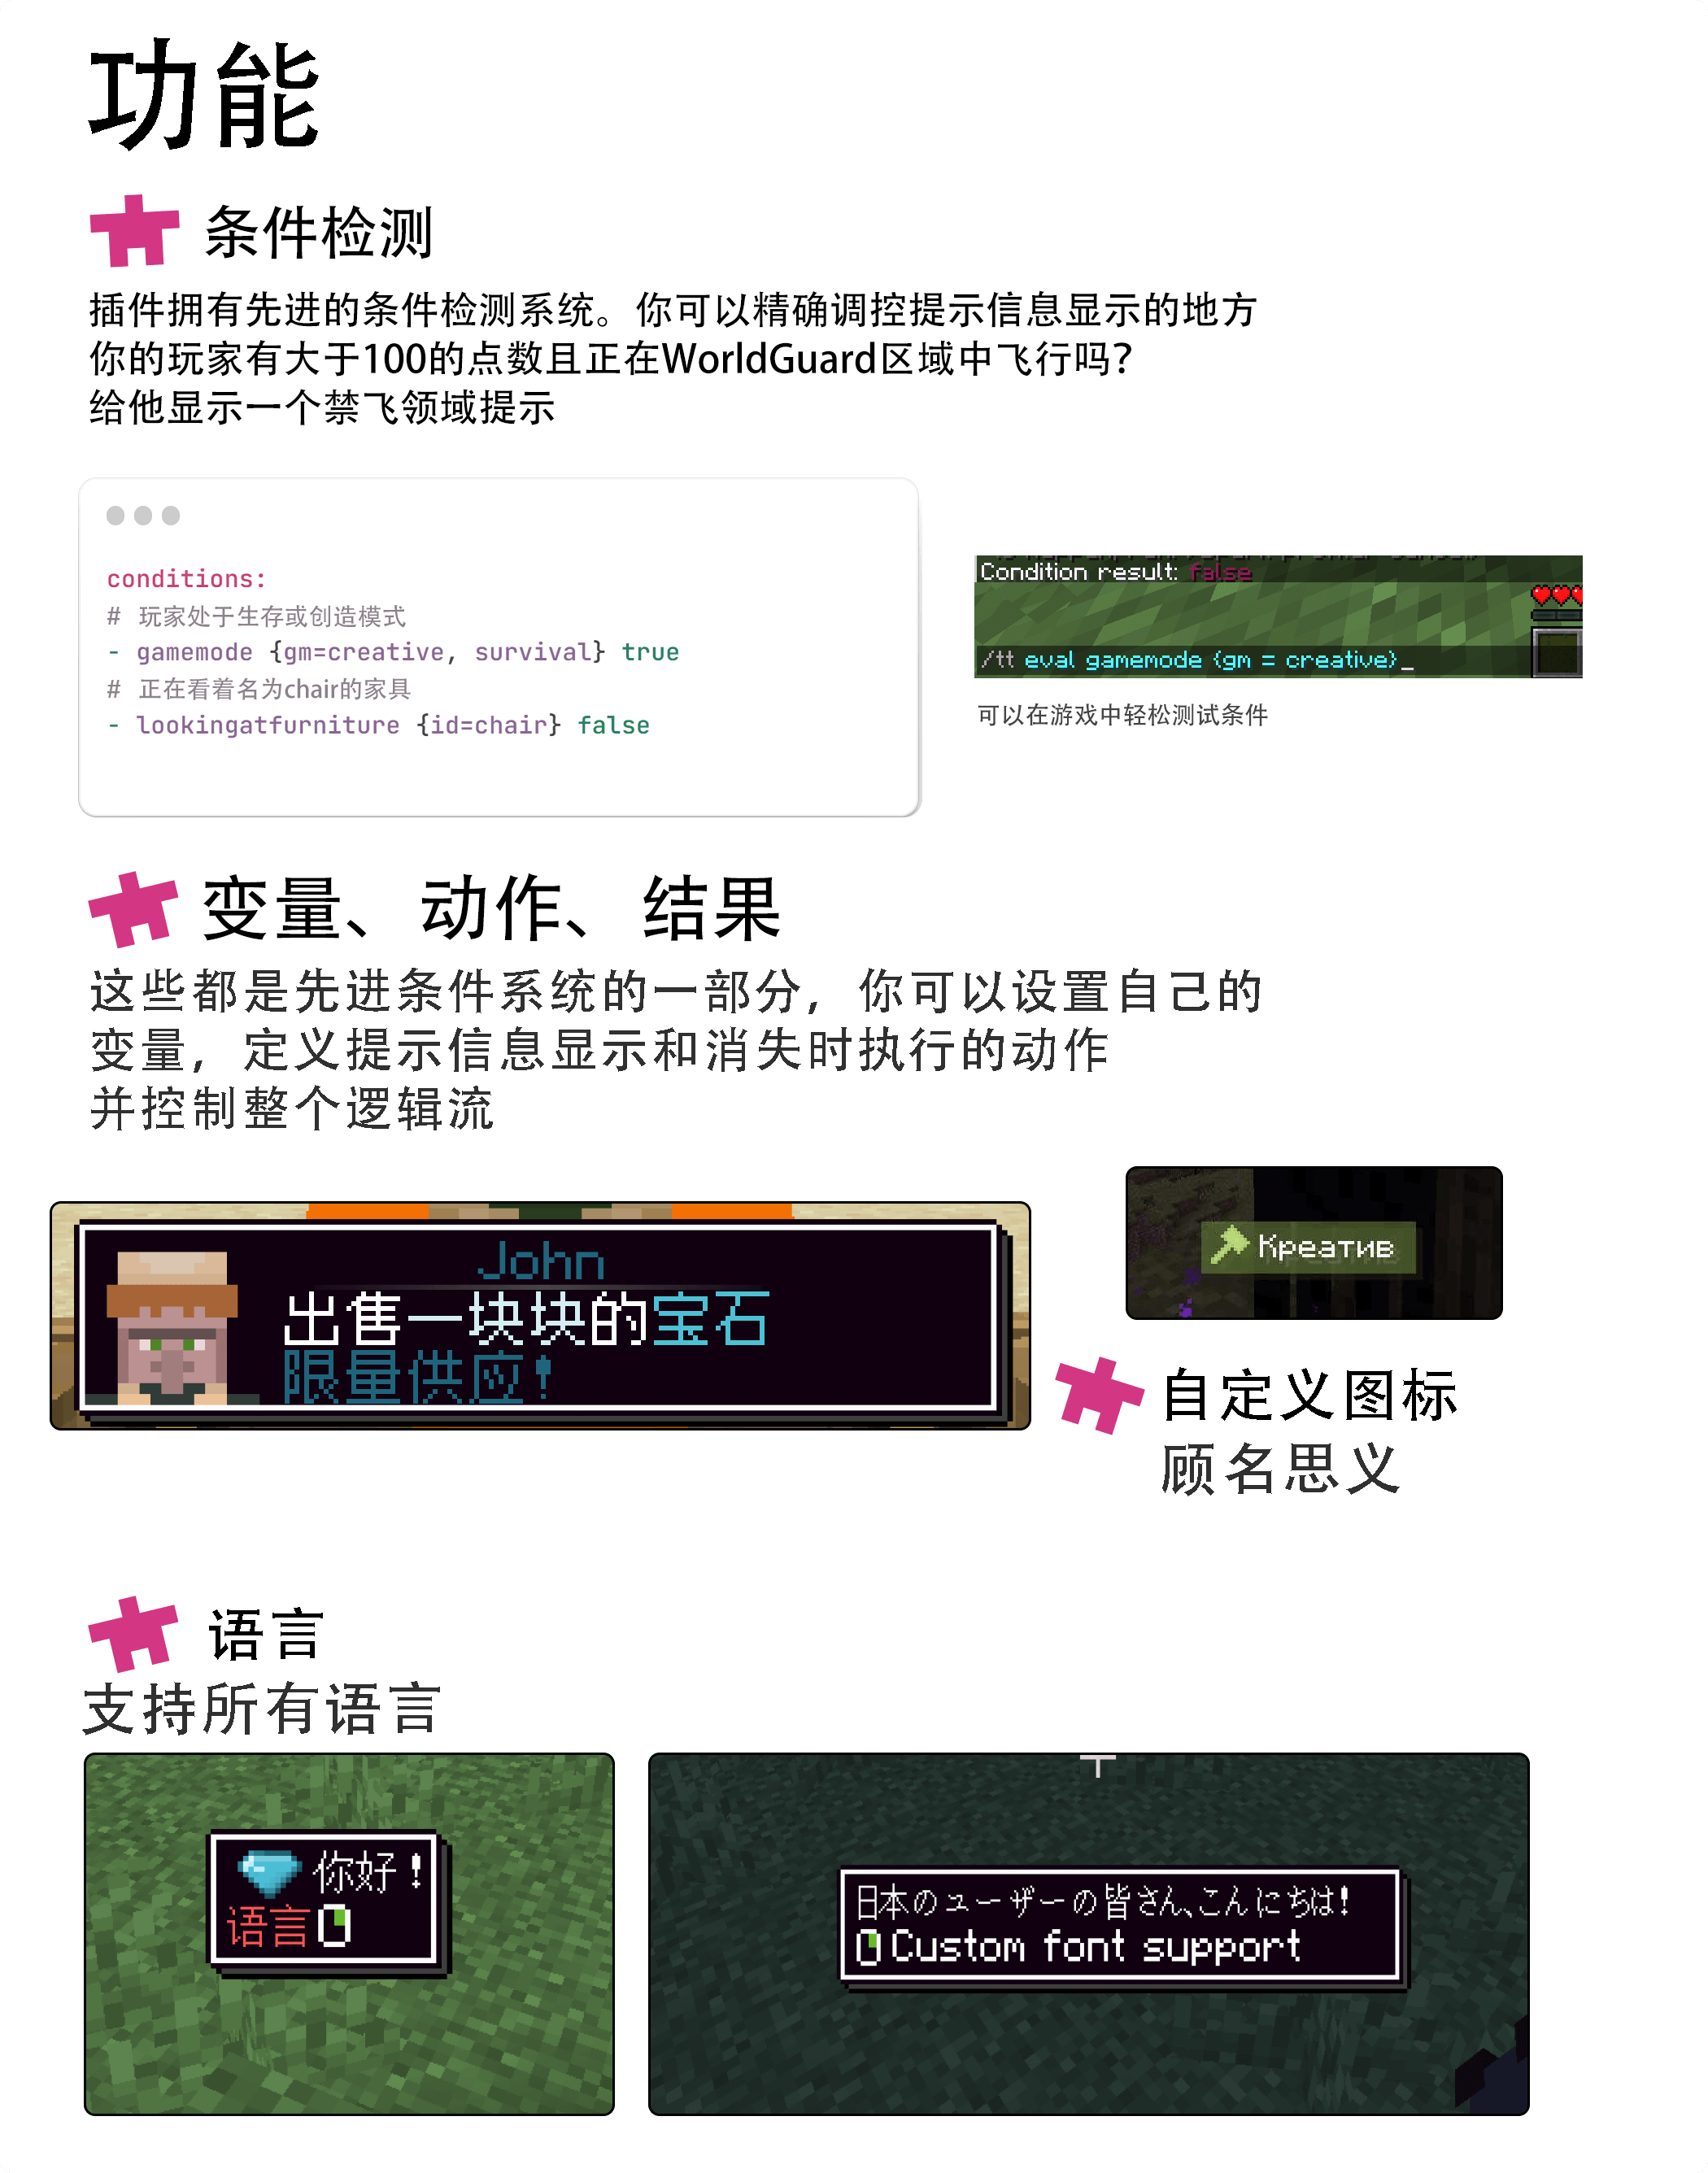 功能
条件检测
插件拥有先进的条件检测系统。你可以精确调控提示信息显示的地方
你的玩家有大于100的点数且正在WorldGuard区域中飞行吗？
给他显示一个禁飞领域提示
conditions:
# 玩家处于生存或创造模式
- gamemode {gm=creative, survival} true
# 正在看着名为chair的家具
- lookingatfurniture {id=chair} false
Condition result: false
/tt eval gamemode {gm = creative}_
可以在游戏中轻松测试条件
变量、动作、结果
这些都是先进条件系统的一部分，你可以设置自己的
变量，定义提示信息显示和消失时执行的动作
并控制整个逻辑流
John
出售一块块的宝石
限量供应！
Креатив
自定义图标
顾名思义
语言
支持所有语言
你好！
语言
日本のユーザーの皆さん、こんにちは！
Custom font support